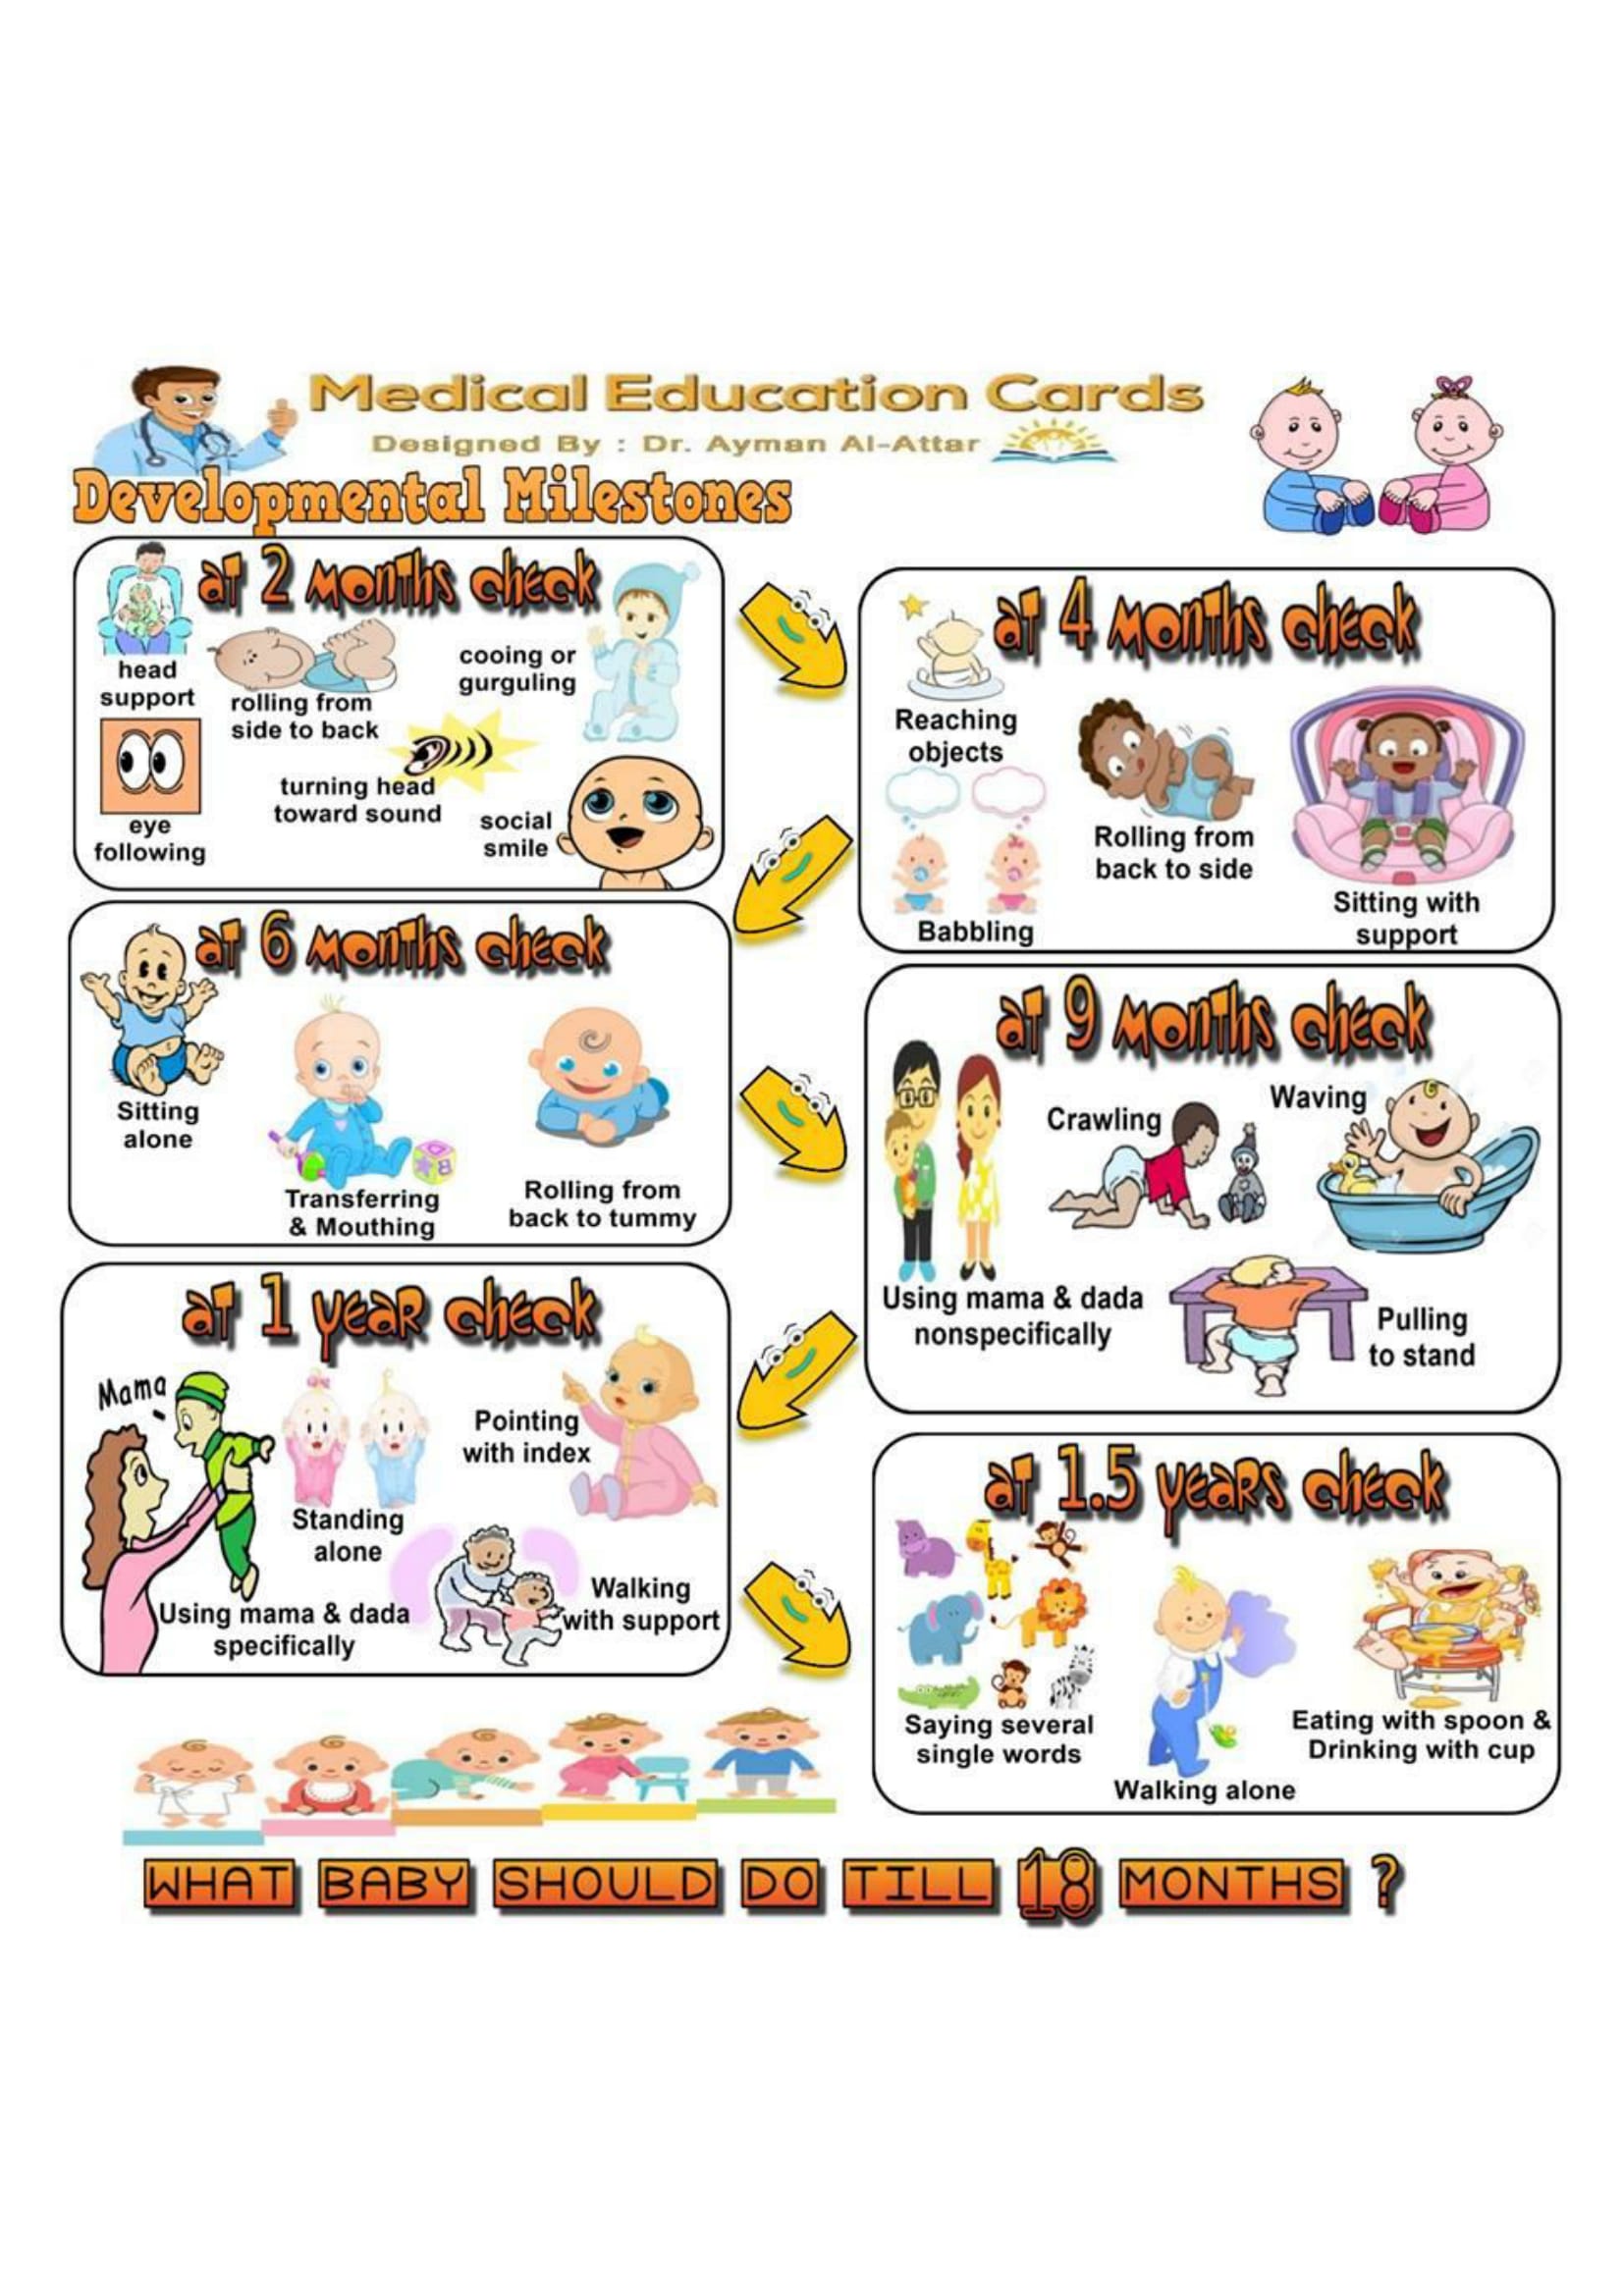 Medical Education Cards
Designed By : Dr. Ayman Al-Attar
Developmental Milestones
at 2 Months check
head
support
rolling from
side to back
cooing or
gurguling
eye
following
turning head
toward sound
social
smile
at 4 Months check
Reaching
objects
Babbling
Rolling from
back to side
Sitting with
support
at 6 Months check
Sitting
alone
Transferring
& Mouthing
Rolling from
back to tummy
at 9 Months check
Crawling
Waving
Using mama & dada
nonspecifically
Pulling
to stand
at 1 year check
Mama
Standing
alone
Pointing
with index
Using mama & dada
specifically
Walking
with support
at 1.5 years check
Saying several
single words
Walking alone
Eating with spoon &
Drinking with cup
WHAT BABY SHOULD DO TILL 18 MONTHS ?